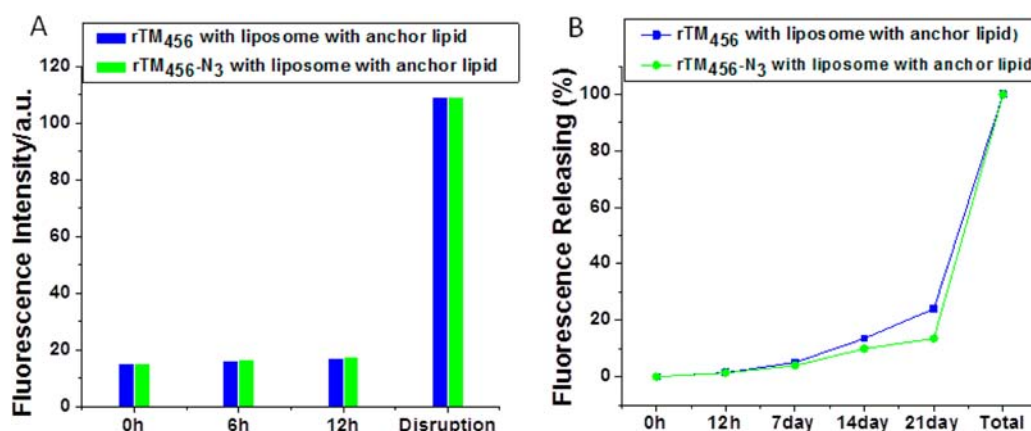 A
rTM456 with liposome with anchor lipid
rTM456-N3 with liposome with anchor lipid
Fluorescence Intensity/a.u.
120
100
80
60
40
20
0
0h 6h 12h Disruption
B
rTM456 with liposome with anchor lipid)
rTM456-N3 with liposome with anchor lipid
Fluorescence Releasing (%)
100
80
60
40
20
0
0h 12h 7day 14day 21day Total